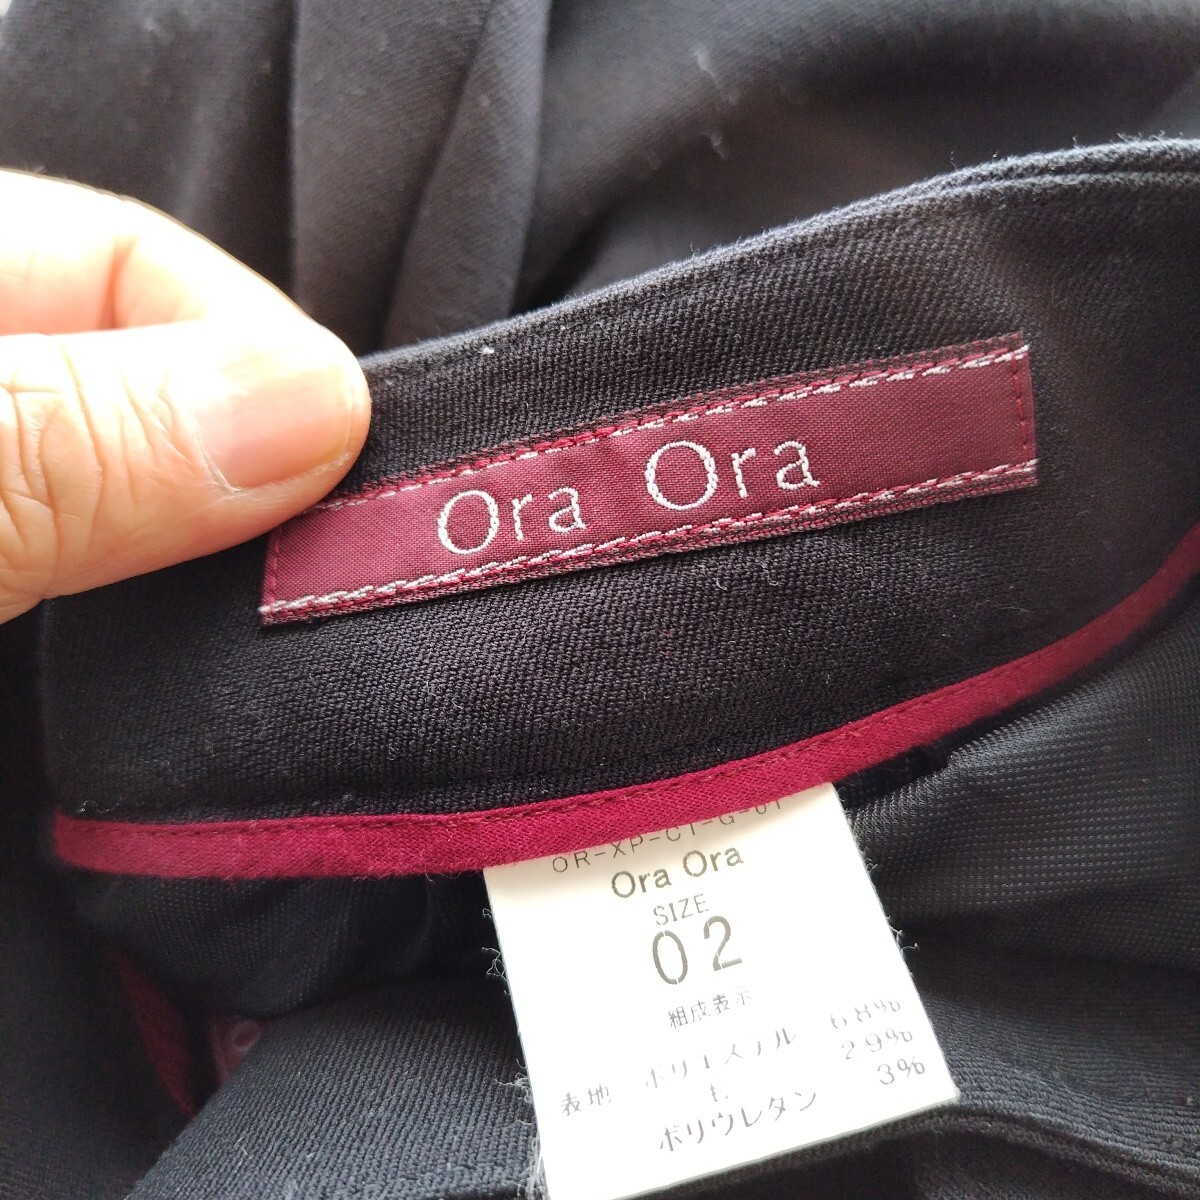 Ora Ora
OR-XP-CT-G-01
Ora Ora
SIZE
02
組成表示
表地 ポリエステル 68%
29%
ポリウレタン 3%